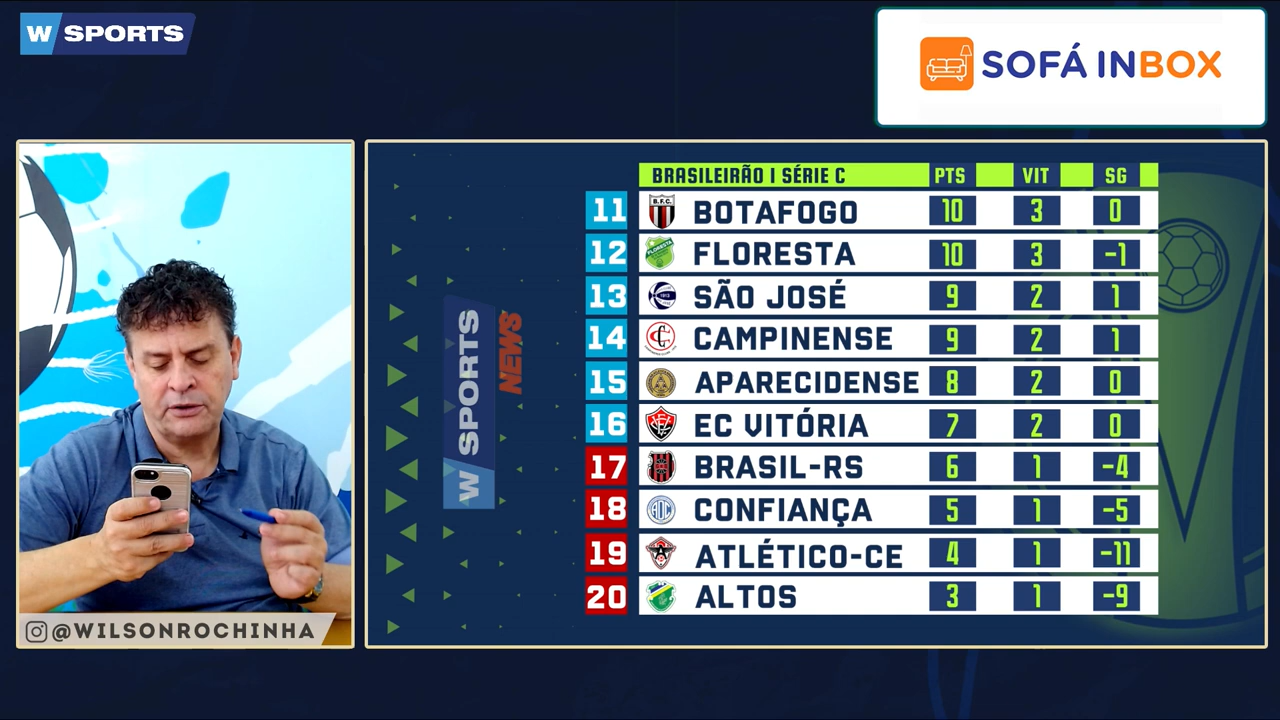 W SPORTS
SOFÁ INBOX
BRASILEIRÃO | SÉRIE C PTS VIT SG
11 B.F.C. BOTAFOGO 10 3 0
12 FLORESTA FLORESTA 10 3 -1
13 1913 SÃO JOSÉ 9 2 1
14 CAMPINENSE 9 2 1
15 APARECIDENSE 8 2 0
16 EC VITÓRIA 7 2 0
17 BRASIL-RS 6 1 -4
18 ADC CONFIANÇA 5 1 -5
19 ATLÉTICO-CE 4 1 -11
20 ALTOS 3 1 -9
W SPORTS
NEWS
@WILSONROCHINHA